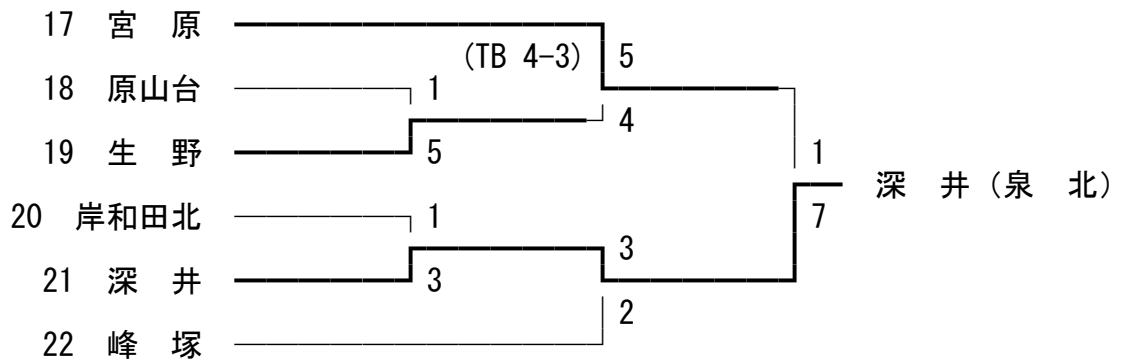 17 宮 原
(TB 4-3) 5
18 原山台 1
4
19 生 野 5
1
深 井(泉 北)
20 岸和田北 1
7
3
21 深 井 3
2
22 峰 塚